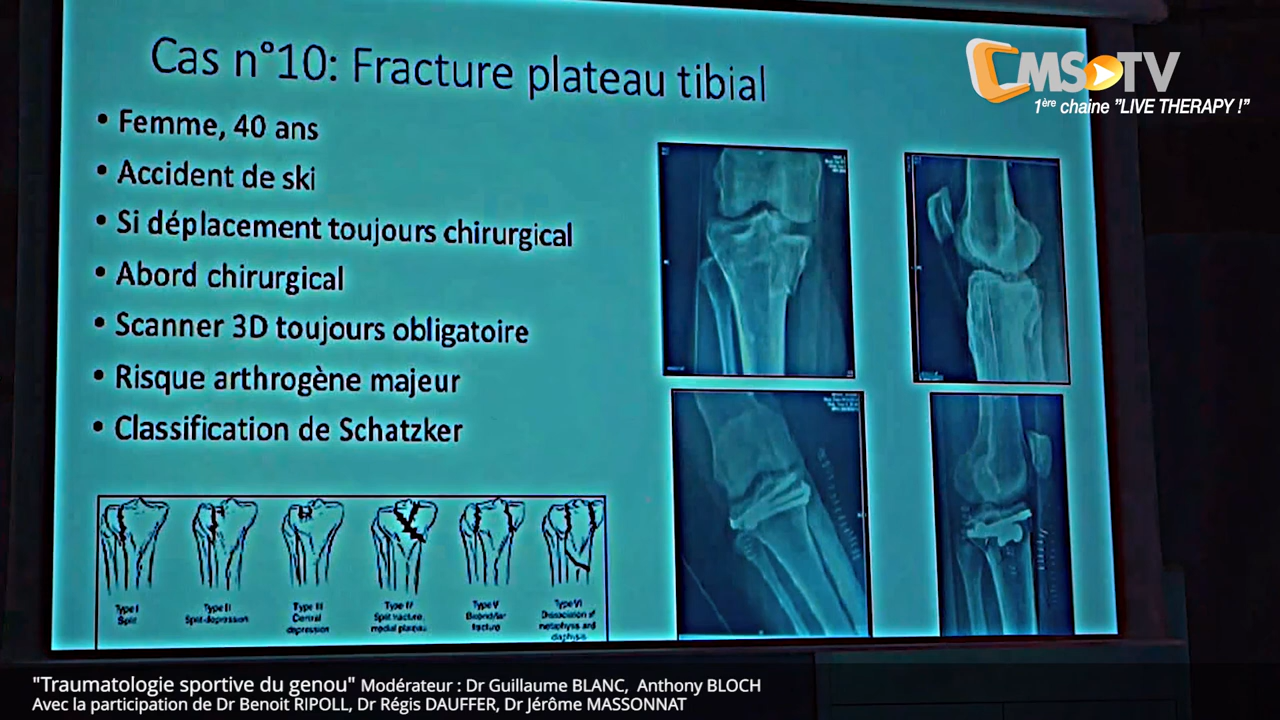 Cas n°10: Fracture plateau tibial
• Femme, 40 ans
• Accident de ski
• Si déplacement toujours chirurgical
• Abord chirurgical
• Scanner 3D toujours obligatoire
• Risque arthrogène majeur
• Classification de Schatzker
Type I
Split
Type II
Split-depression
Type III
Central
depression
Type IV
Split fracture,
medial plateau
Type V
Bicondylar
fracture
Type VI
Dissociation of
metaphysis and
diaphysis
CMS TV
1ère chaine "LIVE THERAPY !"
"Traumatologie sportive du genou" Modérateur : Dr Guillaume BLANC, Anthony BLOCH
Avec la participation de Dr Benoit RIPOLL, Dr Régis DAUFFER, Dr Jérôme MASSONNAT